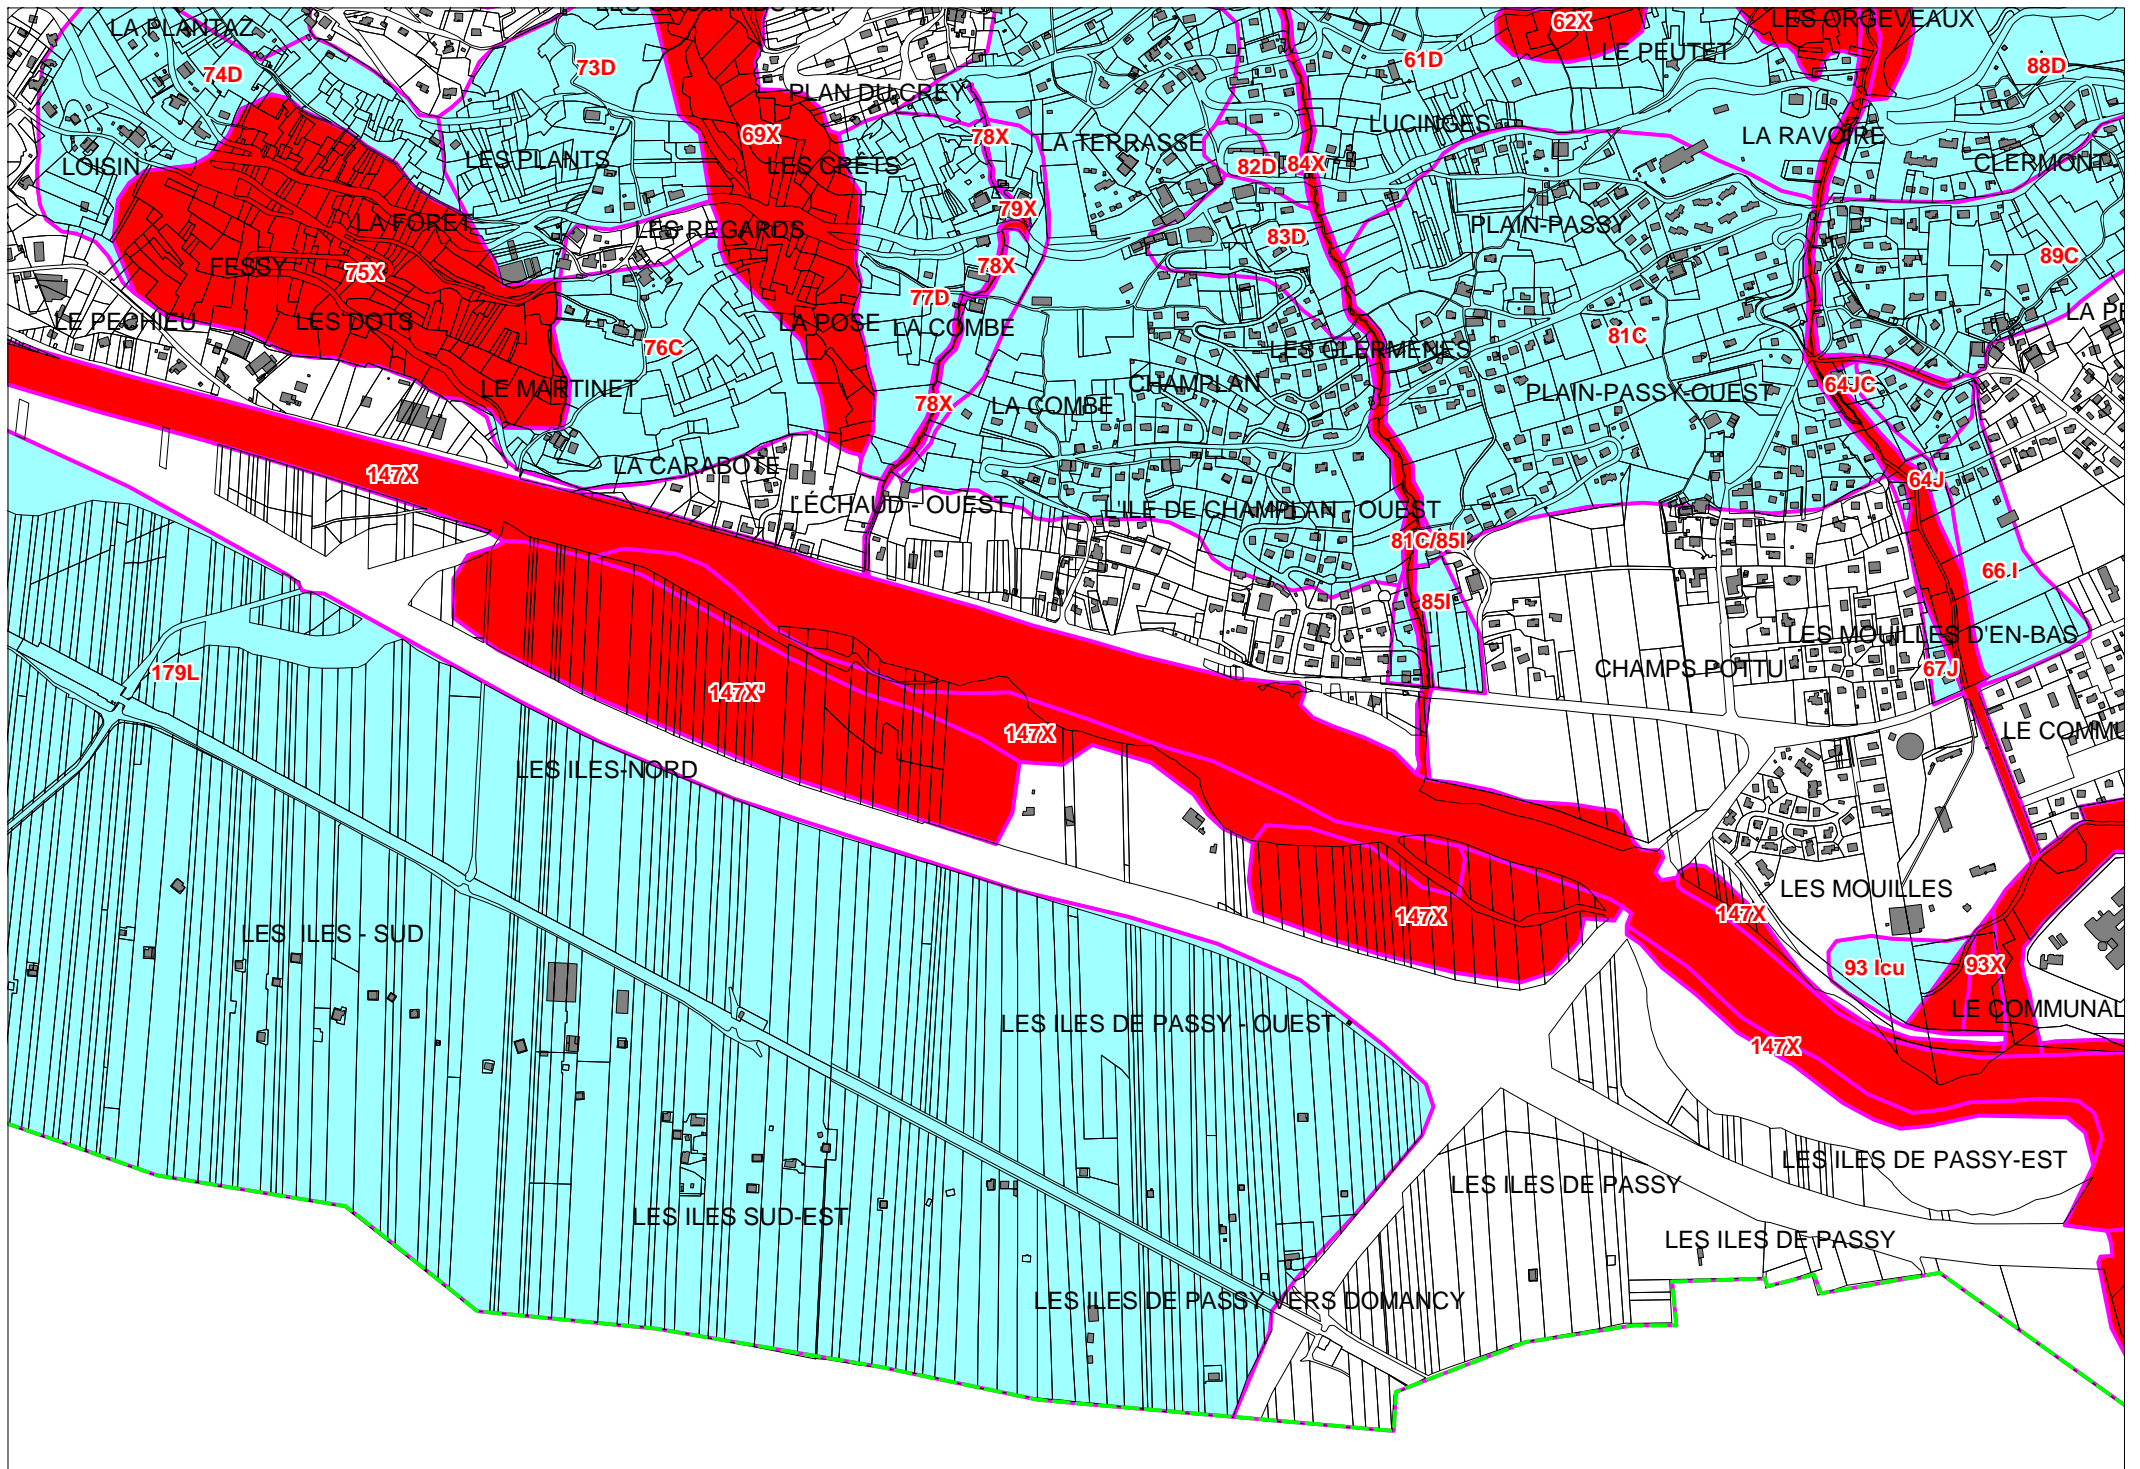 LES ORGEVEAUX
62X
LA PLANTAZ
LE PEUTET
61D
88D
73D
74D
PLAN DU CREY
LUCINGES
69X
78X
LA RAVOIRE
LA TERRASSE
LES PLANTS
CLERMONT
LOISIN
LES CRÊTS
82D
84X
79X
LA FORET
PLAIN-PASSY
LES REGARDS
83D
89C
FESSY
75X
78X
77D
LE PECHIEU
LES DOTS
LA POSE
LA COMBE
81C
76C
LES GLERMENES
CHAMPLAN
64JC
LE MARTINET
PLAIN-PASSY-OUEST
78X
LA COMBE
LA CARABOTE
147X
64J
LÉCHAUD - OUEST
L'ILE DE CHAMPLAN - OUEST
81C/85I
66 I
85I
LES MOUILLES D'EN-BAS
179L
CHAMPS POTTU
67J
147X'
147X
LE COMMU
LES ILES-NORD
LES MOUILLES
147X
147X
LES ILES - SUD
93 Icu
93X
LE COMMUNAL
LES ILES DE PASSY - OUEST
147X
LES ILES DE PASSY-EST
LES ILES DE PASSY
LES ILES SUD-EST
LES ILES DE PASSY
LES ILES DE PASSY VERS DOMANCY